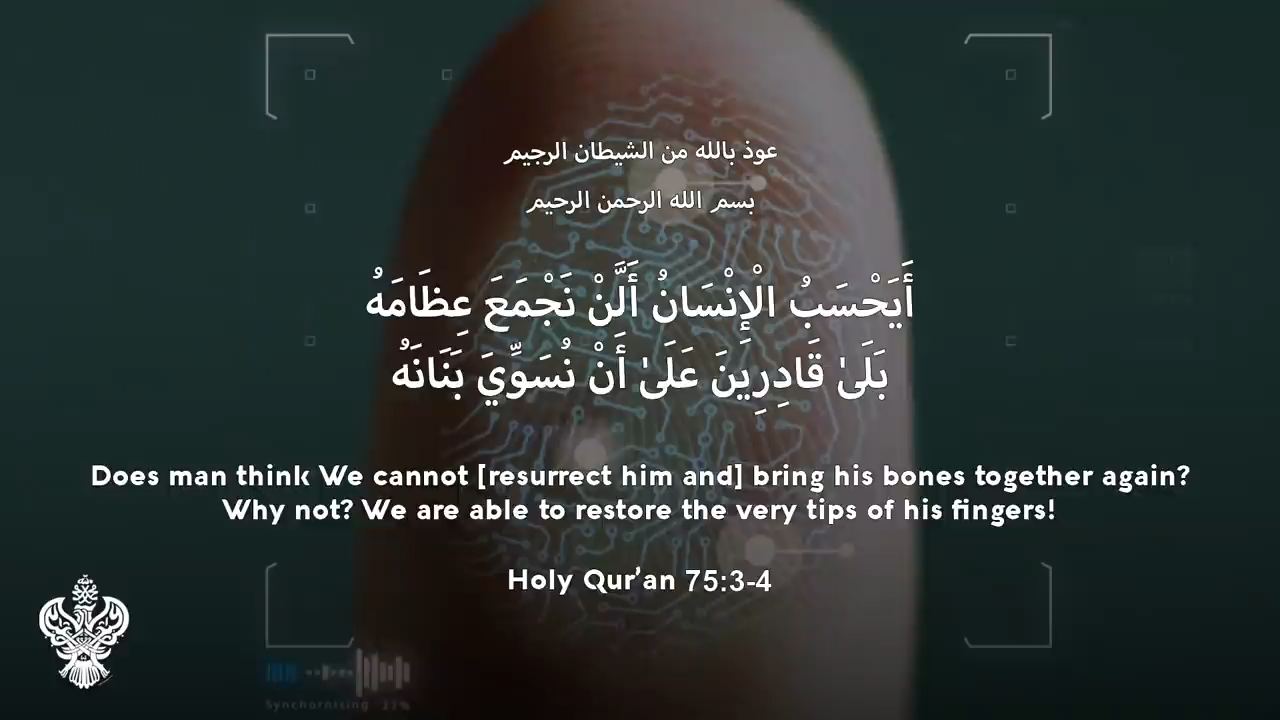 عوذ بالله من الشيطان الرجيم
بسم الله الرحمن الرحيم
أَيَحْسَبُ الْإِنْسَانُ أَلَّنْ نَجْمَعَ عِظَامَهُ
بَلَىٰ قَادِرِينَ عَلَىٰ أَنْ نُسَوِّيَ بَنَانَهُ
Does man think We cannot [resurrect him and] bring his bones together again?
Why not? We are able to restore the very tips of his fingers!
Holy Qur'an 75:3-4
Synchornising 33%